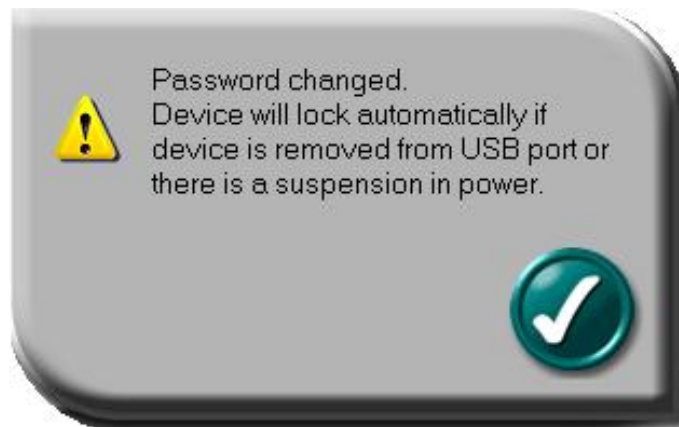 Password changed.
Device will lock automatically if
device is removed from USB port or
there is a suspension in power.